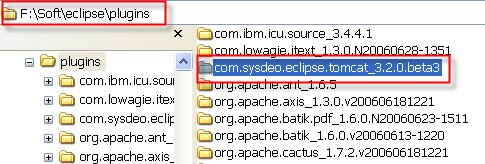 F:\Soft\eclipse\plugins
plugins
com.ibm.icu.sourc
com.lowagie.itext
com.sysdeo.eclip
org.apache.ant_
org.apache.axis_
com.ibm.icu.source_3.4.4.1
com.lowagie.itext_1.3.0.N20060628-1351
com.sysdeo.eclipse.tomcat_3.2.0.beta3
org.apache.ant_1.6.5
org.apache.axis_1.3.0.v200606181221
org.apache.batik.pdf_1.6.0.N20060623-1511
org.apache.batik_1.6.0.v200600613-1220
org.apache.cactus_1.7.2.v200606181221